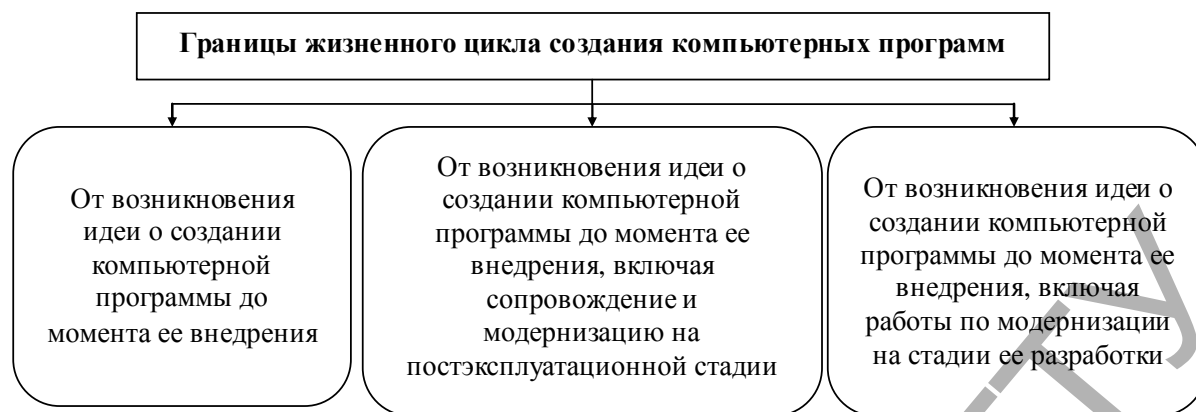 Границы жизненного цикла создания компьютерных программ
От возникновения
идеи о создании
компьютерной
программы до
момента ее внедрения
От возникновения идеи о
создании компьютерной
программы до момента ее
внедрения, включая
сопровождение и
модернизацию на
постэксплуатационной стадии
От возникновения идеи о
создании компьютерной
программы до момента ее
внедрения, включая
работы по модернизации
на стадии ее разработки